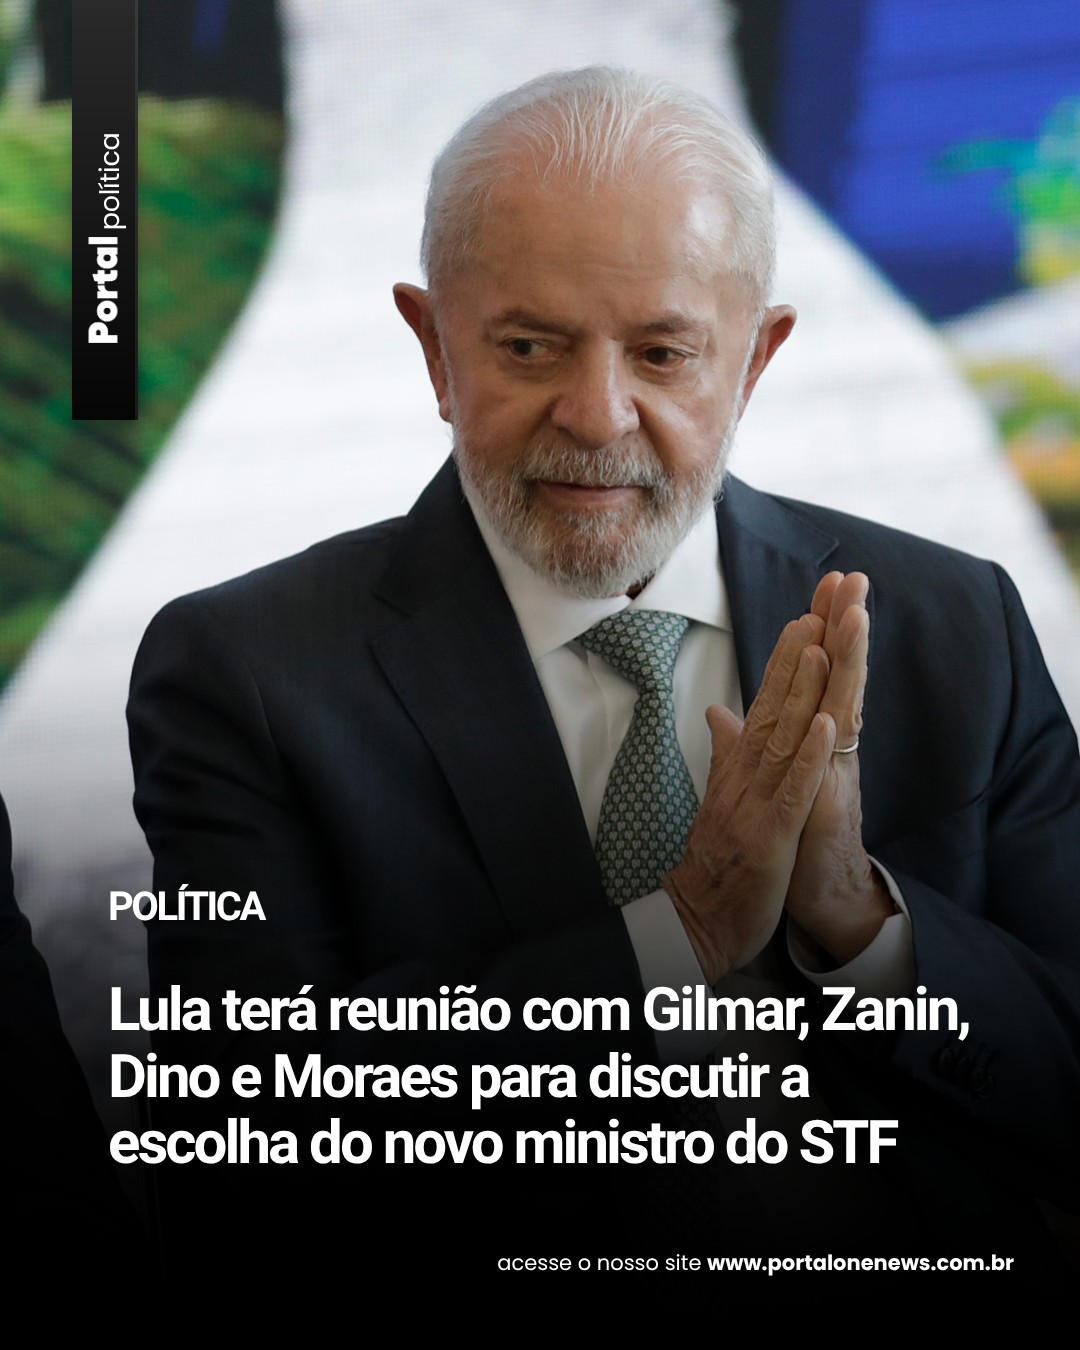 Portal política
POLÍTICA
Lula terá reunião com Gilmar, Zanin,
Dino e Moraes para discutir a
escolha do novo ministro do STF
acesse o nosso site www.portalonenews.com.br